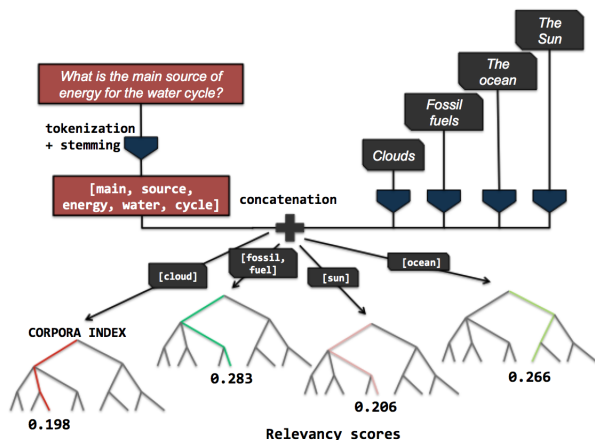 The
Sun
The
ocean
What is the main source of
energy for the water cycle?
Fossil
fuels
tokenization
+ stemming
Clouds
[main, source,
energy, water, cycle]
concatenation
[cloud]
[fossil,
fuel]
[sun]
[ocean]
CORPORA INDEX
0.283
0.266
0.198
0.206
Relevancy scores